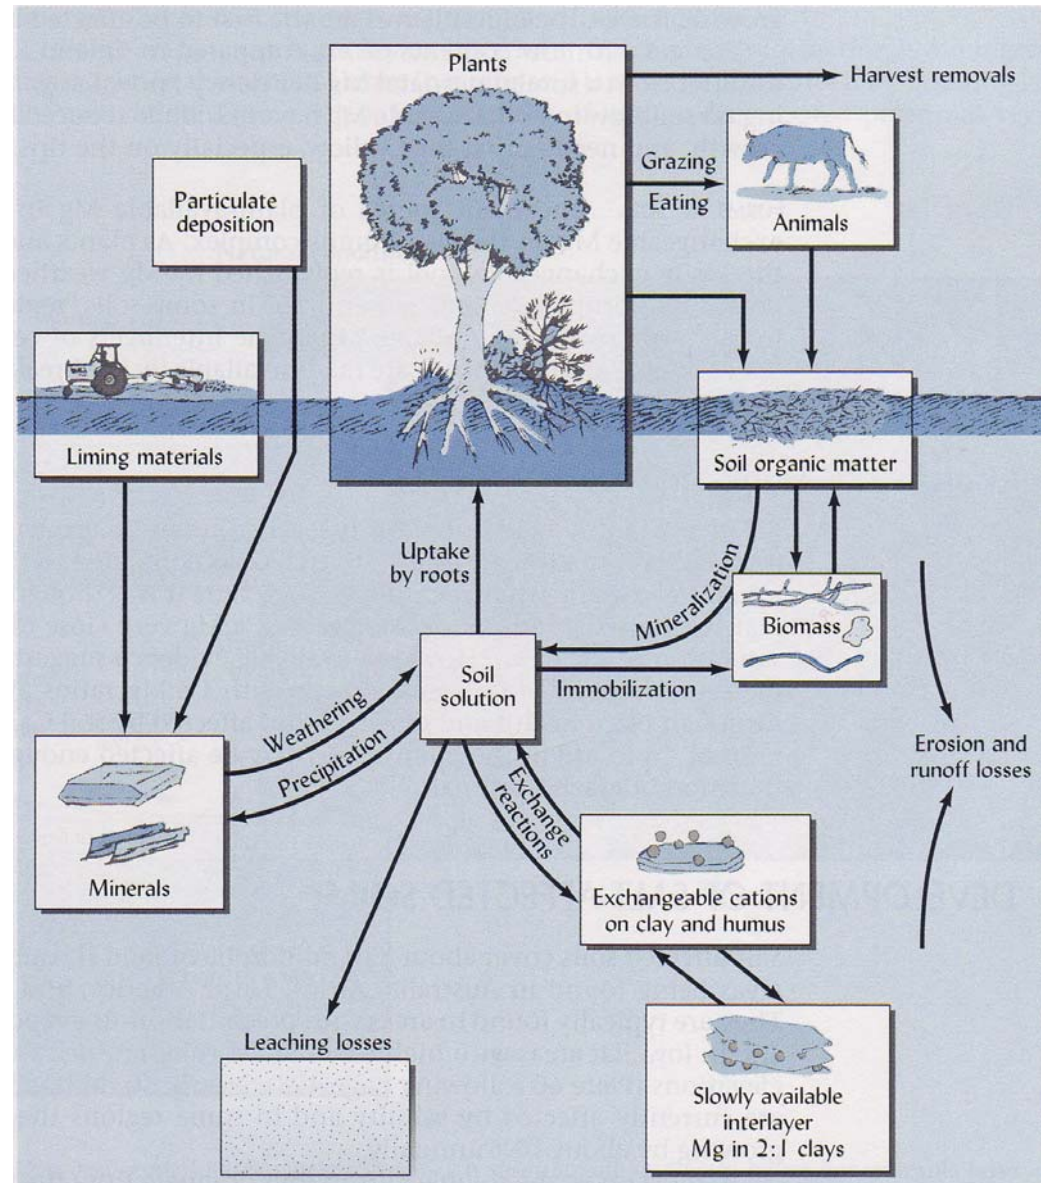 Plants
Harvest removals
Grazing
Eating
Animals
Particulate
deposition
Liming materials
Soil organic matter
Uptake
by roots
Mineralization
Biomass
Soil
solution
Immobilization
Weathering
Precipitation
Erosion and
runoff losses
Exchange
reactions
Minerals
Exchangeable cations
on clay and humus
Leaching losses
Slowly available
interlayer
Mg in 2:1 clays